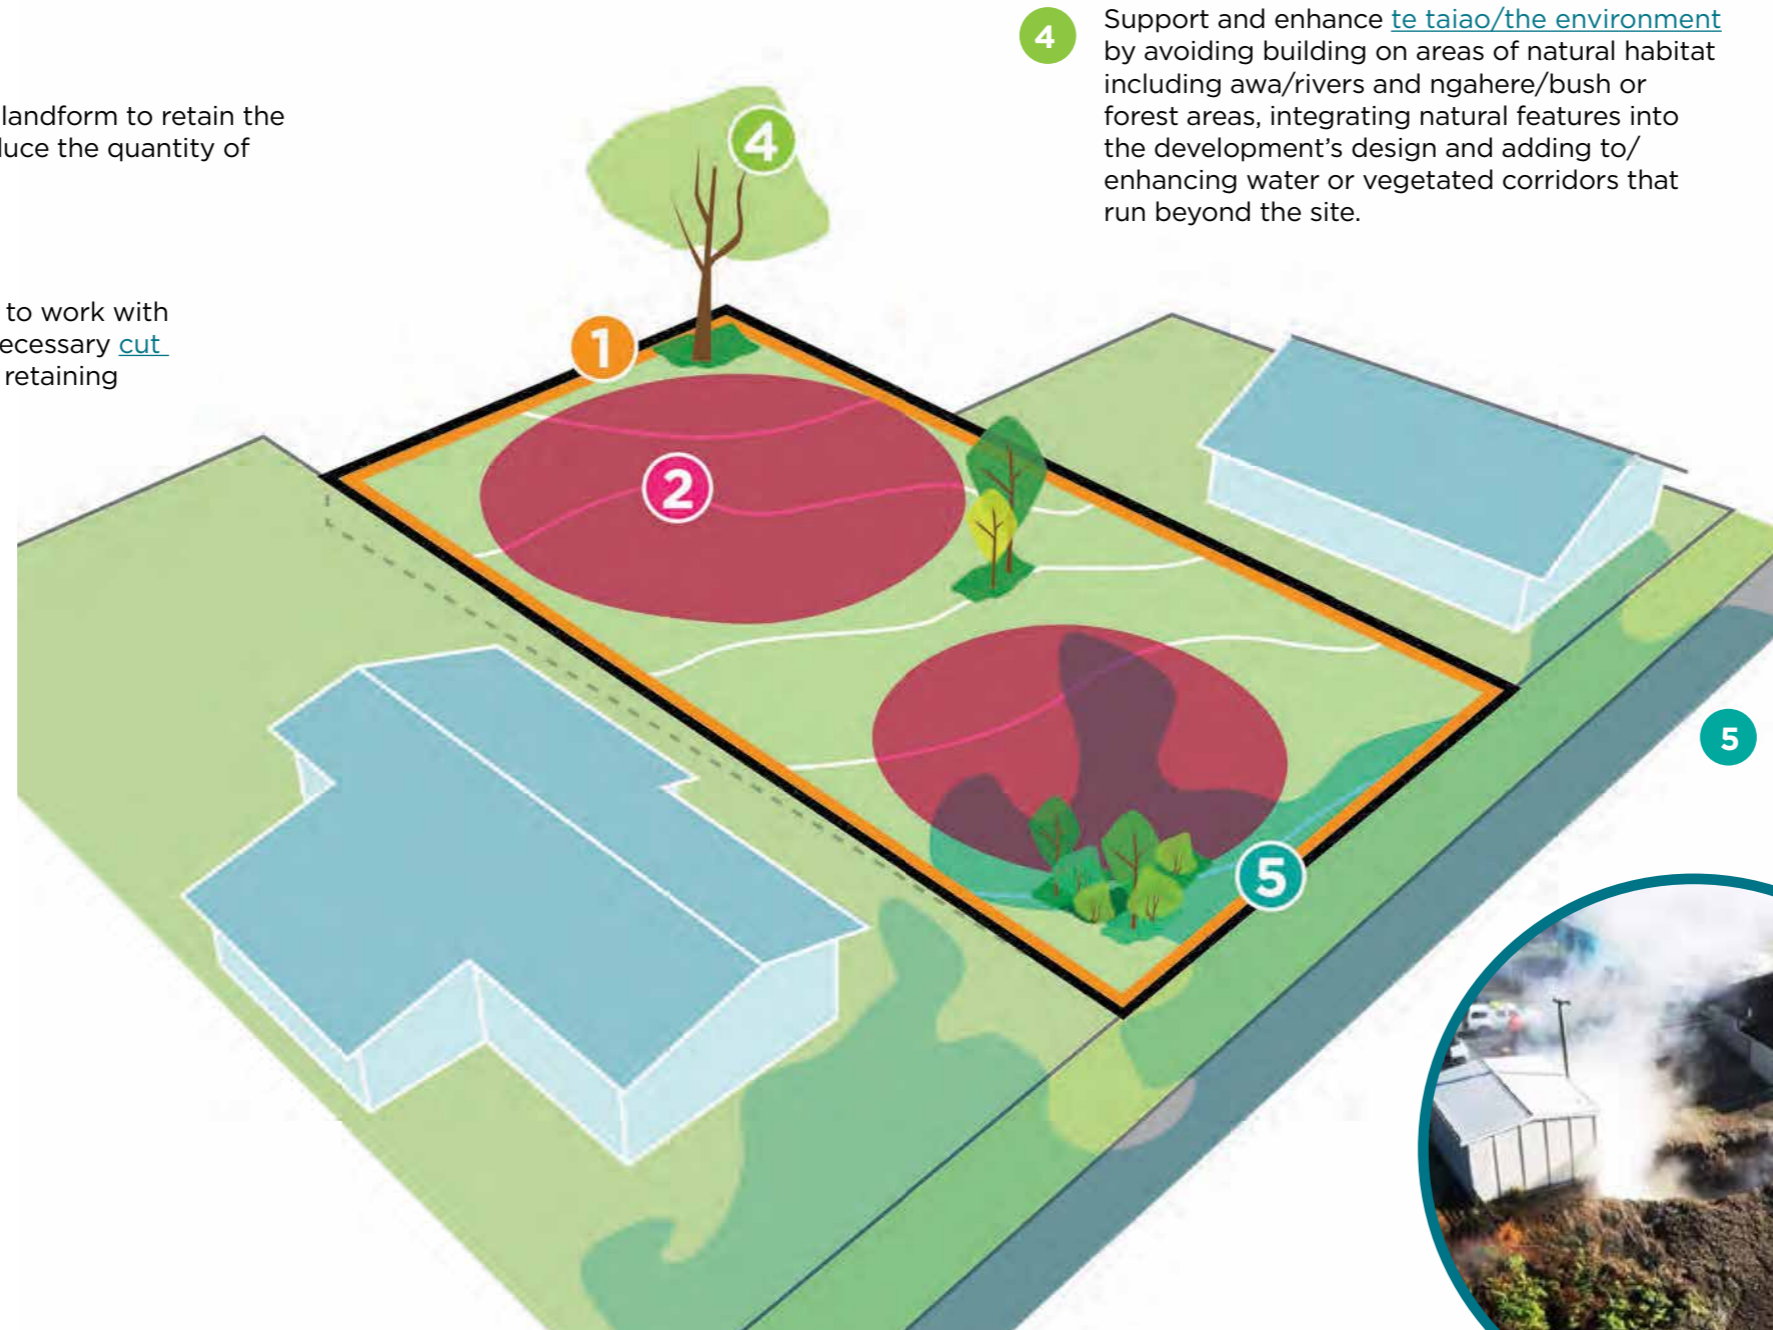 landform to retain the
duce the quantity of
to work with
ecessary cut
retaining
4
Support and enhance te taiao/the environment
by avoiding building on areas of natural habitat
including awa/rivers and ngahere/bush or
forest areas, integrating natural features into
the development's design and adding to/
enhancing water or vegetated corridors that
run beyond the site.
4
1
2
5
5